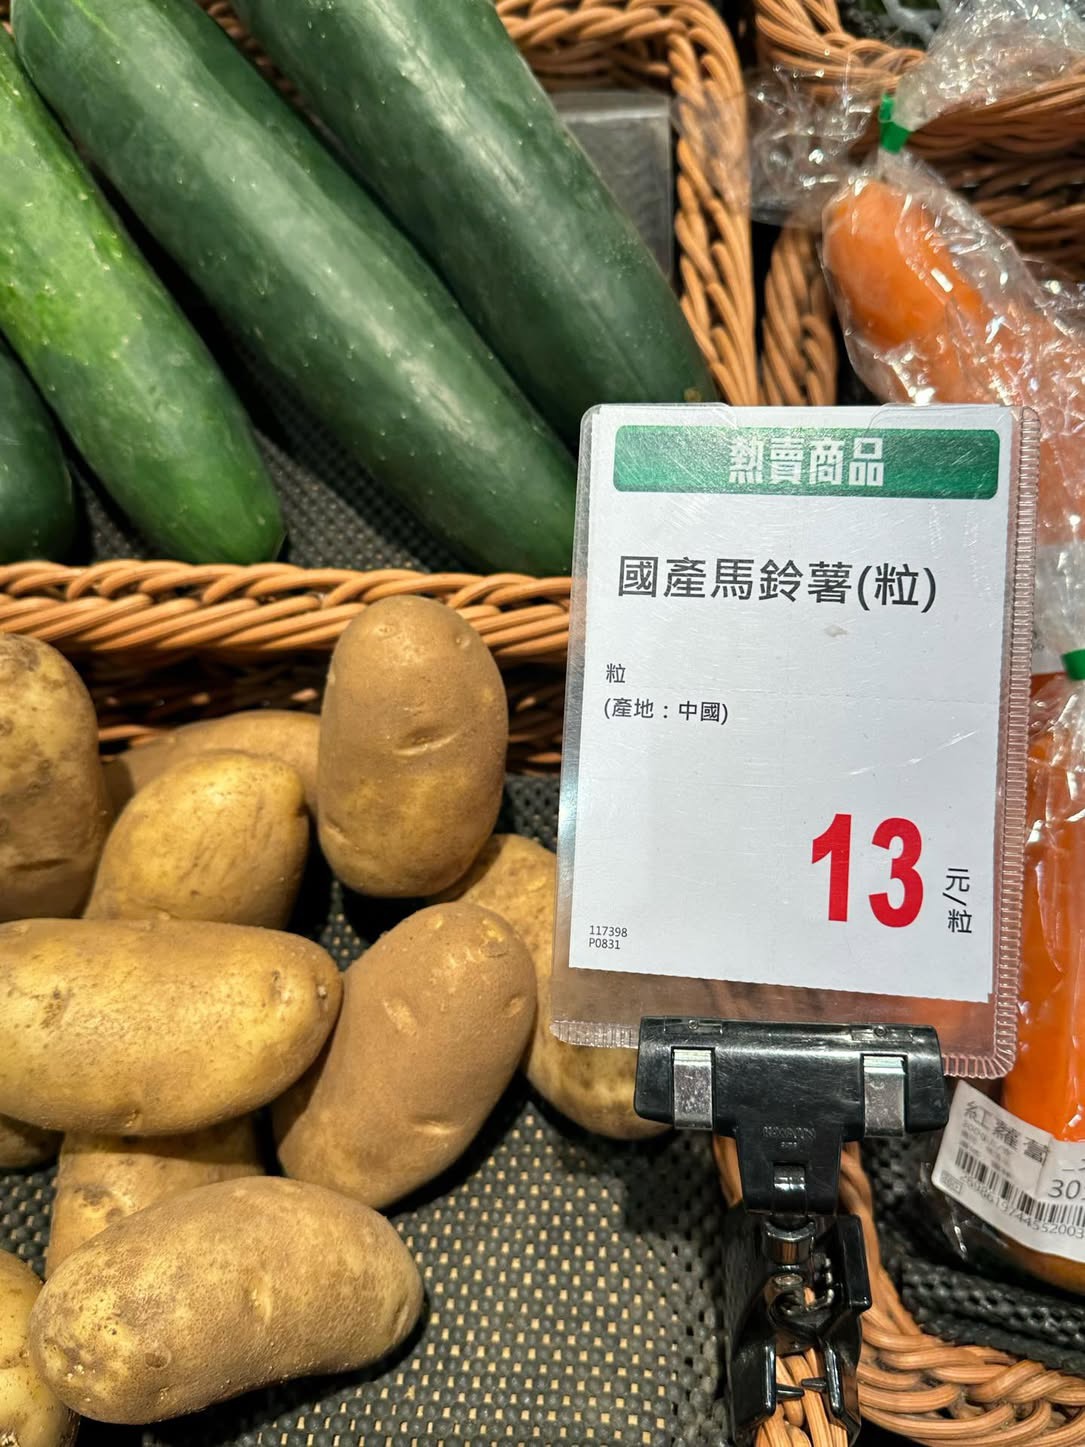 熱賣商品
國產馬鈴薯(粒)
粒
(產地：中國)
13 元/粒
117398
P0831
紅蘿蔔
30